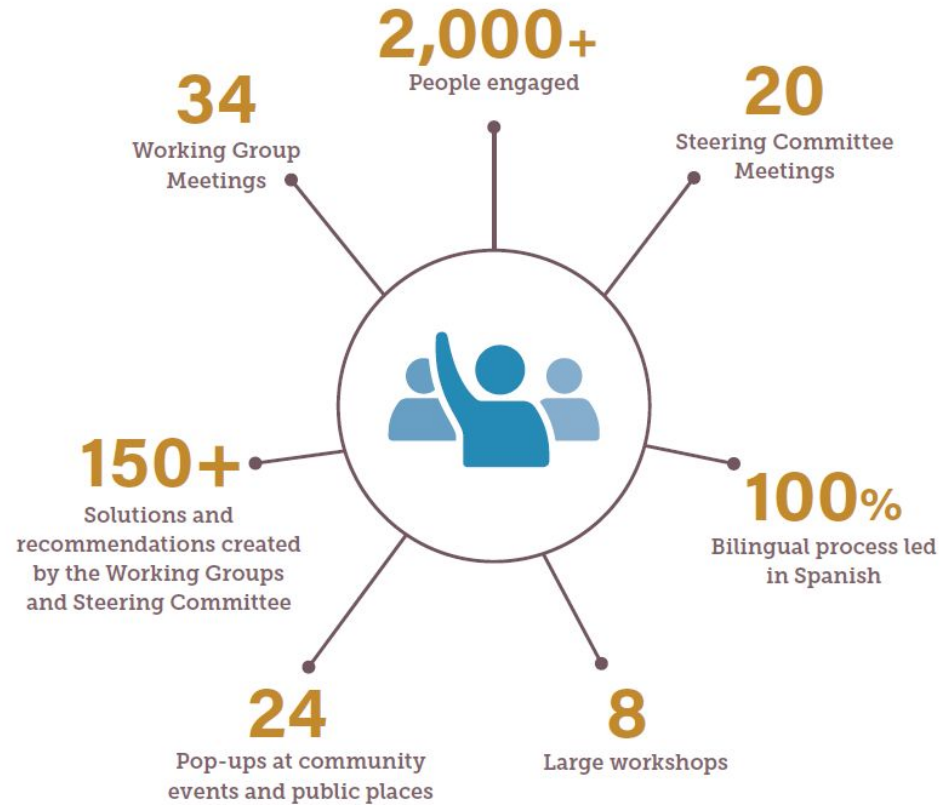 2,000+
People engaged
34
Working Group
Meetings
20
Steering Committee
Meetings
150+
Solutions and
recommendations created
by the Working Groups
and Steering Committee
100%
Bilingual process led
in Spanish
24
Pop-ups at community
events and public places
8
Large workshops